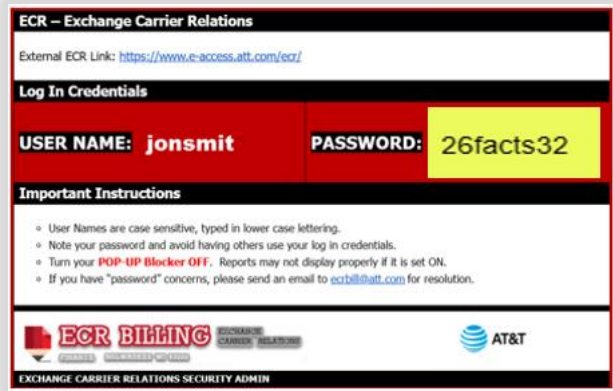 ECR – Exchange Carrier Relations
External ECR Link: https://www.e-access.att.com/ecr/
Log In Credentials
USER NAME: jonsmit PASSWORD: 26facts32
Important Instructions
User Names are case sensitive, typed in lower case lettering.
Note your password and avoid having others use your log in credentials.
Turn your POP-UP Blocker OFF. Reports may not display properly if it is set ON.
If you have "password" concerns, please send an email to ecrbill@att.com for resolution.
ECR BILLING EXCHANGE
CARRIER RELATIONS
AT&T
EXCHANGE CARRIER RELATIONS SECURITY ADMIN